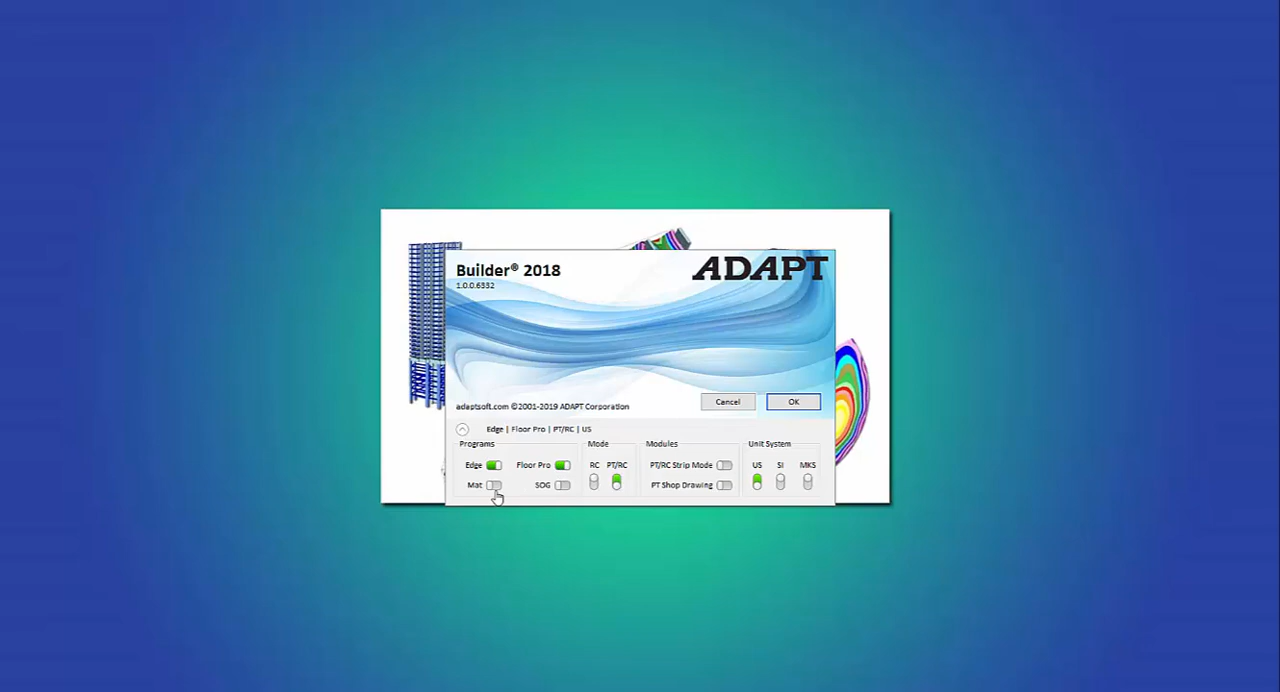 Builder® 2018
ADAPT
1.0.0.6332
adaptsoft.com ©2001-2019 ADAPT Corporation
Cancel
OK
Edge | Floor Pro | PT/RC | US
Programs
Mode
Modules
Unit System
Edge
Floor Pro
RC
PT/RC
PT/RC Strip Mode
US
SI
MKS
Mat
SOG
PT Shop Drawing